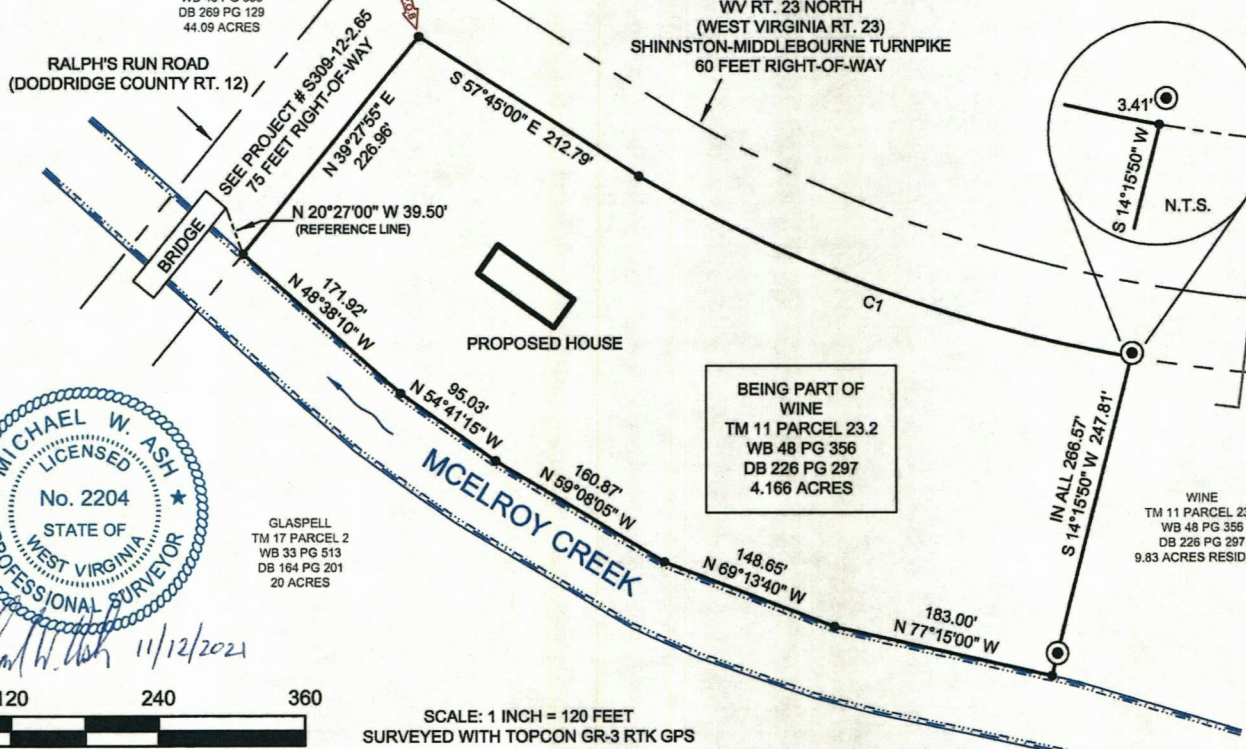 DB 269 PG 129
44.09 ACRES
RALPH'S RUN ROAD
(DODDRIDGE COUNTY RT. 12)
SEE PROJECT # S309-12-2.65
75 FEET RIGHT-OF-WAY
N 39°27'55" E
226.96'
S 57°45'00" E 212.79'
WV RT. 23 NORTH
(WEST VIRGINIA RT. 23)
SHINNSTON-MIDDLEBOURNE TURNPIKE
60 FEET RIGHT-OF-WAY
3.41'
S 14°15'50" W
N.T.S.
BRIDGE
N 20°27'00" W 39.50'
(REFERENCE LINE)
C1
PROPOSED HOUSE
171.92'
N 48°38'10" W
95.03'
N 54°41'15" W
160.87'
N 59°08'05" W
148.65'
N 69°13'40" W
183.00'
N 77°15'00" W
MCELROY CREEK
BEING PART OF
WINE
TM 11 PARCEL 23.2
WB 48 PG 356
DB 226 PG 297
4.166 ACRES
IN ALL 266.57'
S 14°15'50" W 247.81'
WINE
TM 11 PARCEL 23
WB 48 PG 356
DB 226 PG 297
9.83 ACRES RESID
MICHAEL W. ASH
LICENSED
No. 2204
STATE OF
WEST VIRGINIA
PROFESSIONAL SURVEYOR
11/12/2021
GLASPELL
TM 17 PARCEL 2
WB 33 PG 513
DB 164 PG 201
20 ACRES
120 240 360
SCALE: 1 INCH = 120 FEET
SURVEYED WITH TOPCON GR-3 RTK GPS